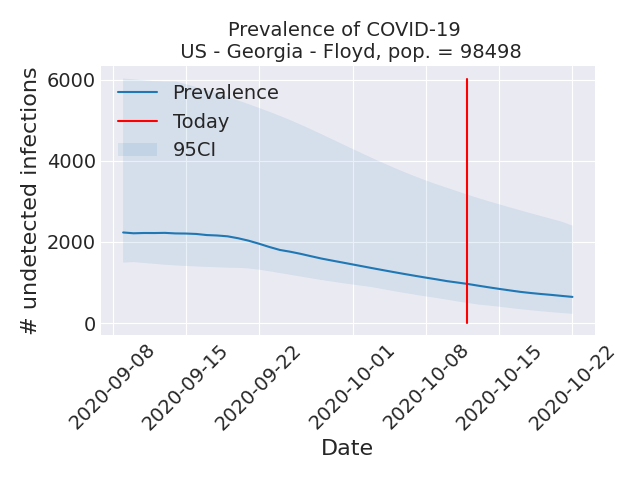 Prevalence of COVID-19
US - Georgia - Floyd, pop. = 98498
# undetected infections
6000
4000
2000
0
Prevalence
Today
95CI
2020-09-08
2020-09-15
2020-09-22
2020-10-01
2020-10-08
2020-10-15
2020-10-22
Date